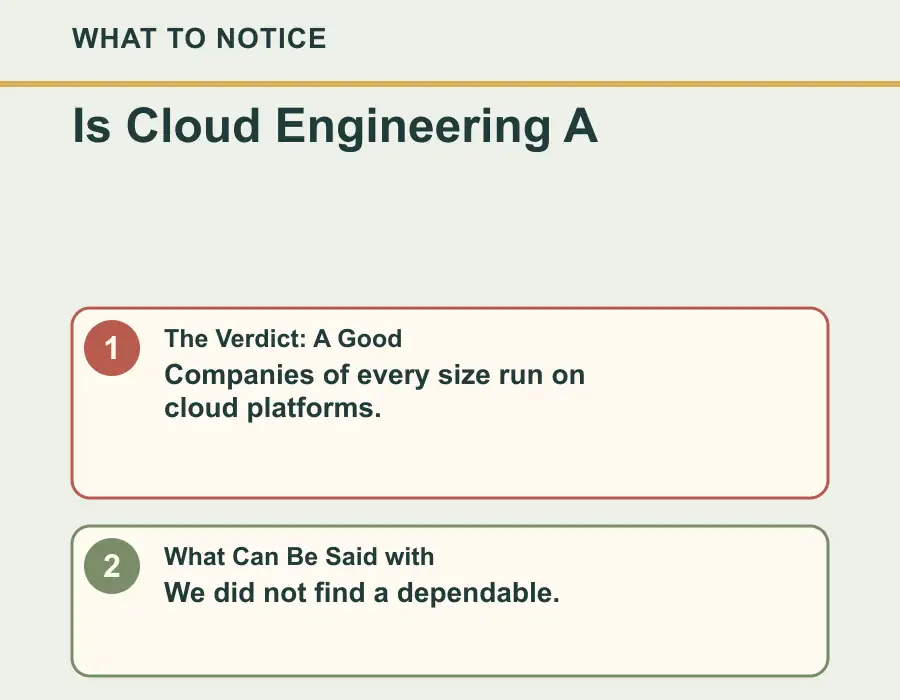 WHAT TO NOTICE
Is Cloud Engineering A
1
The Verdict: A Good
Companies of every size run on
cloud platforms.
2
What Can Be Said with
We did not find a dependable.